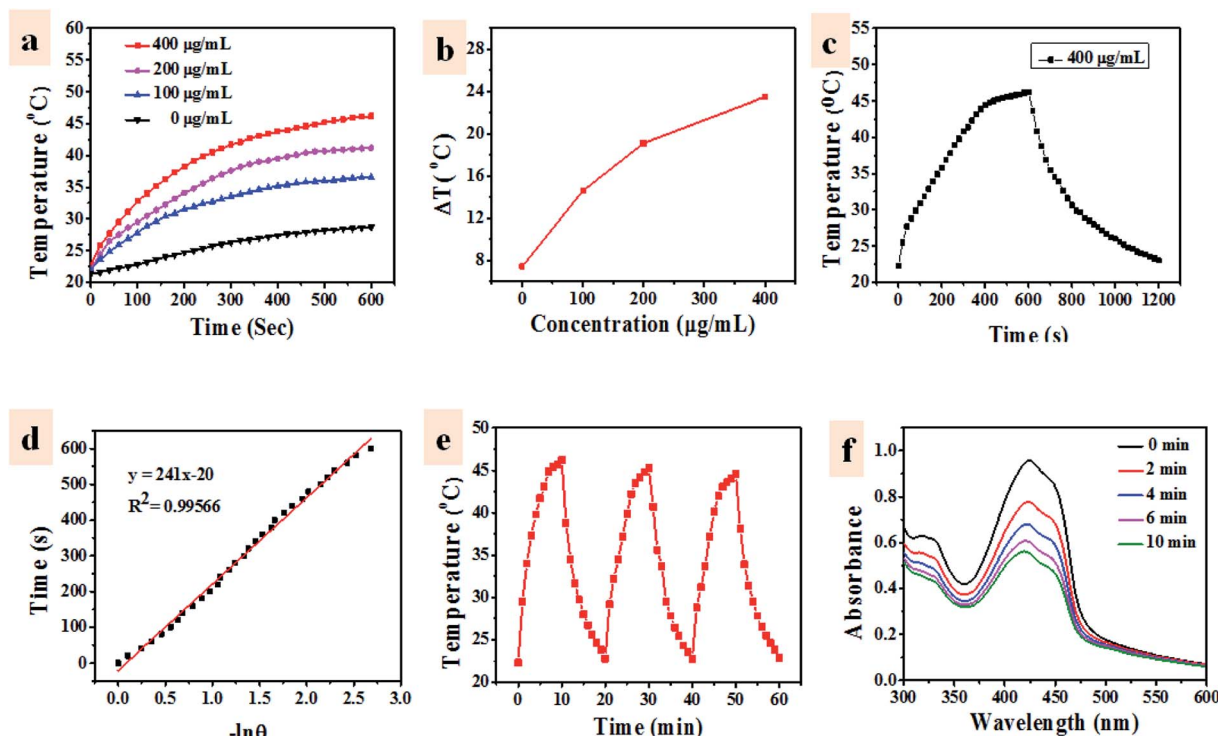 a
Temperature (°C)
60
55
50
45
40
35
30
25
20
400 µg/mL
200 µg/mL
100 µg/mL
0 µg/mL
0 100 200 300 400 500 600
Time (Sec)
b
ΔT( °C)
28
24
20
16
12
8
0 100 200 300 400
Concentration (µg/mL)
c
Temperature (⁰C)
55
50
45
40
35
30
25
20
400 µg/mL
0 200 400 600 800 1000 1200
Time (s)
d
Time (s)
600
500
400
300
200
100
0
y = 241x-20
R²= 0.99566
0.0 0.5 1.0 1.5 2.0 2.5 3.0
-lnθ
e
Temperature (°C)
50
45
40
35
30
25
20
0 10 20 30 40 50 60
Time (min)
f
Absorbance
1.0
0.8
0.6
0.4
0.2
0.0
0 min
2 min
4 min
6 min
10 min
300 350 400 450 500 550 600
Wavelength (nm)